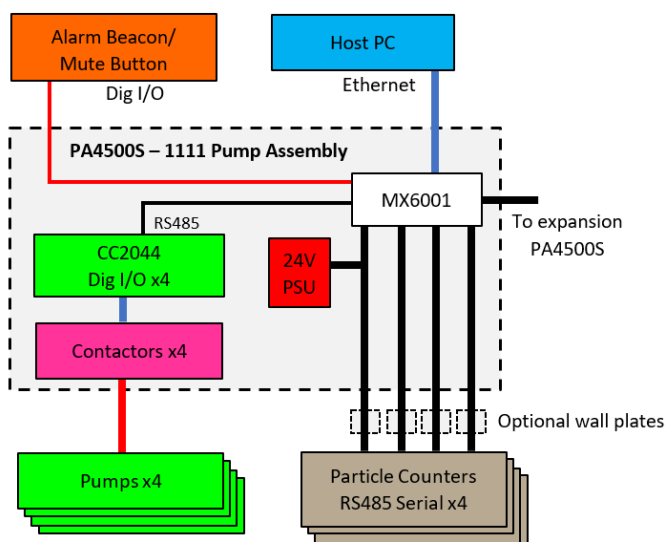 Alarm Beacon/
Mute Button
Host PC
Dig I/O
Ethernet
PA4500S – 1111 Pump Assembly
MX6001
RS485
To expansion
PA4500S
CC2044
Dig I/O x4
24V
PSU
Contactors x4
Optional wall plates
Pumps x4
Particle Counters
RS485 Serial x4